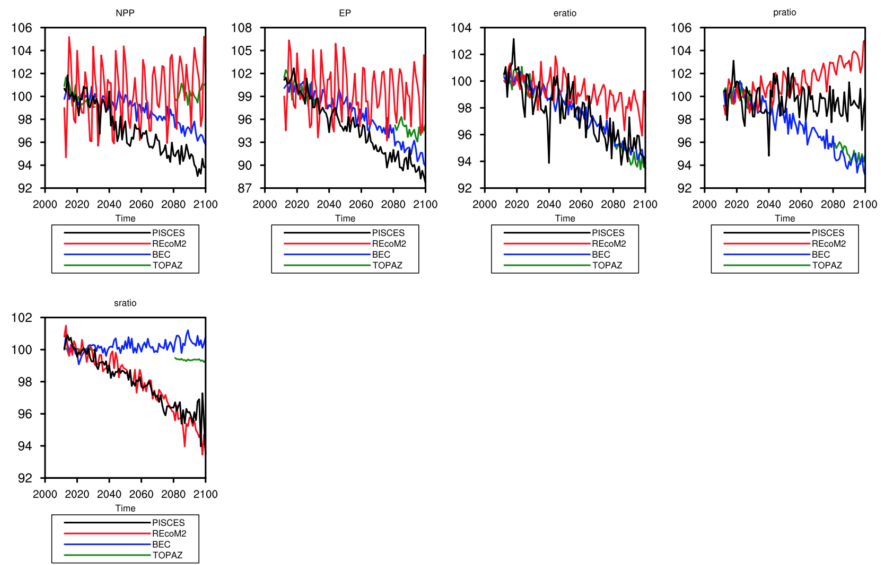 NPP
106
104
102
100
98
96
94
92
2000 2020 2040 2060 2080 2100
Time
PISCES
REcoM2
BEC
TOPAZ
EP
108
105
102
99
96
93
90
87
2000 2020 2040 2060 2080 2100
Time
PISCES
REcoM2
BEC
TOPAZ
eratio
104
102
100
98
96
94
92
2000 2020 2040 2060 2080 2100
Time
PISCES
REcoM2
BEC
TOPAZ
pratio
106
104
102
100
98
96
94
92
2000 2020 2040 2060 2080 2100
Time
PISCES
REcoM2
BEC
TOPAZ
sratio
102
100
98
96
94
92
2000 2020 2040 2060 2080 2100
Time
PISCES
REcoM2
BEC
TOPAZ